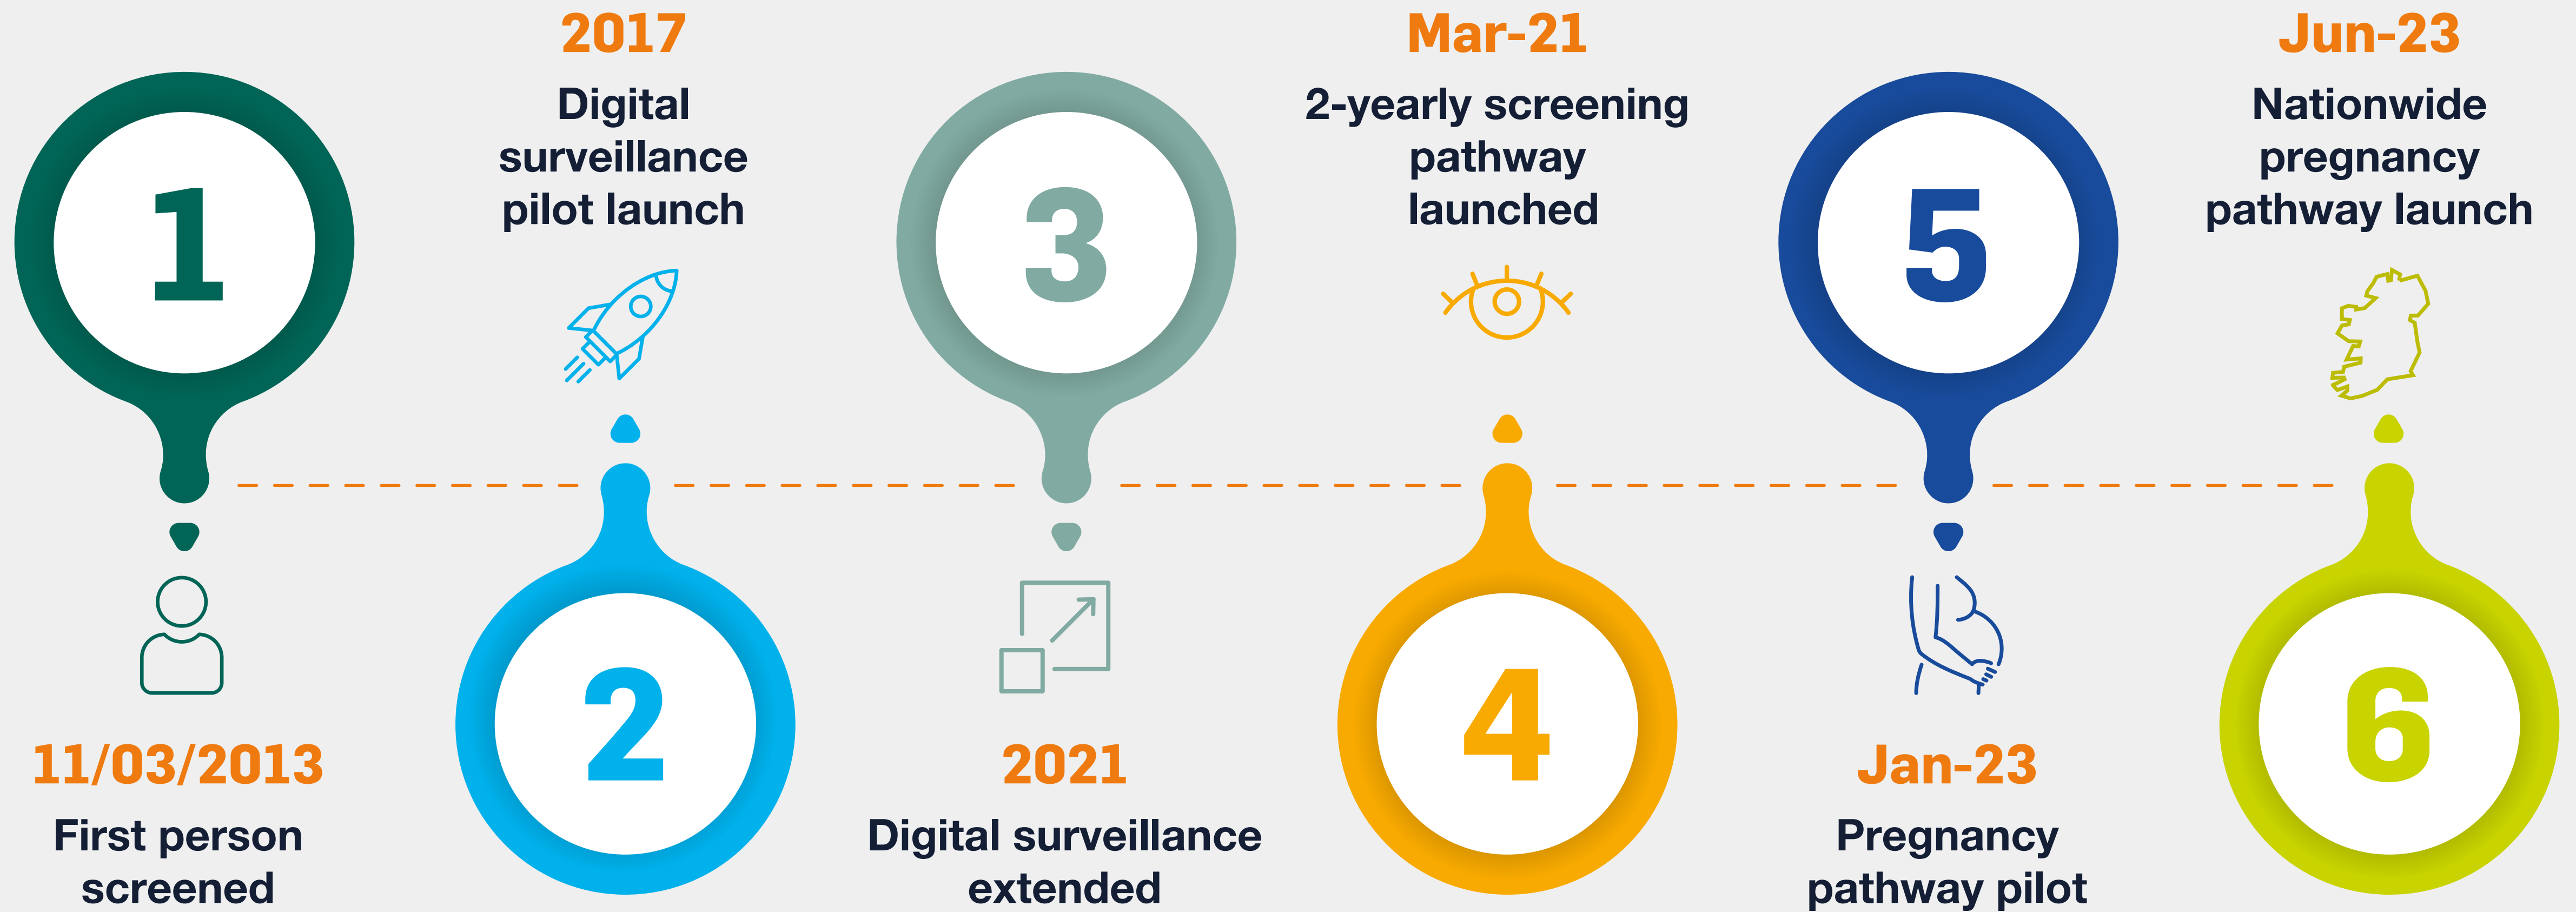 1
11/03/2013
First person
screened
2017
Digital
surveillance
pilot launch
2
3
2021
Digital surveillance
extended
Mar-21
2-yearly screening
pathway
launched
4
5
Jan-23
Pregnancy
pathway pilot
Jun-23
Nationwide
pregnancy
pathway launch
6